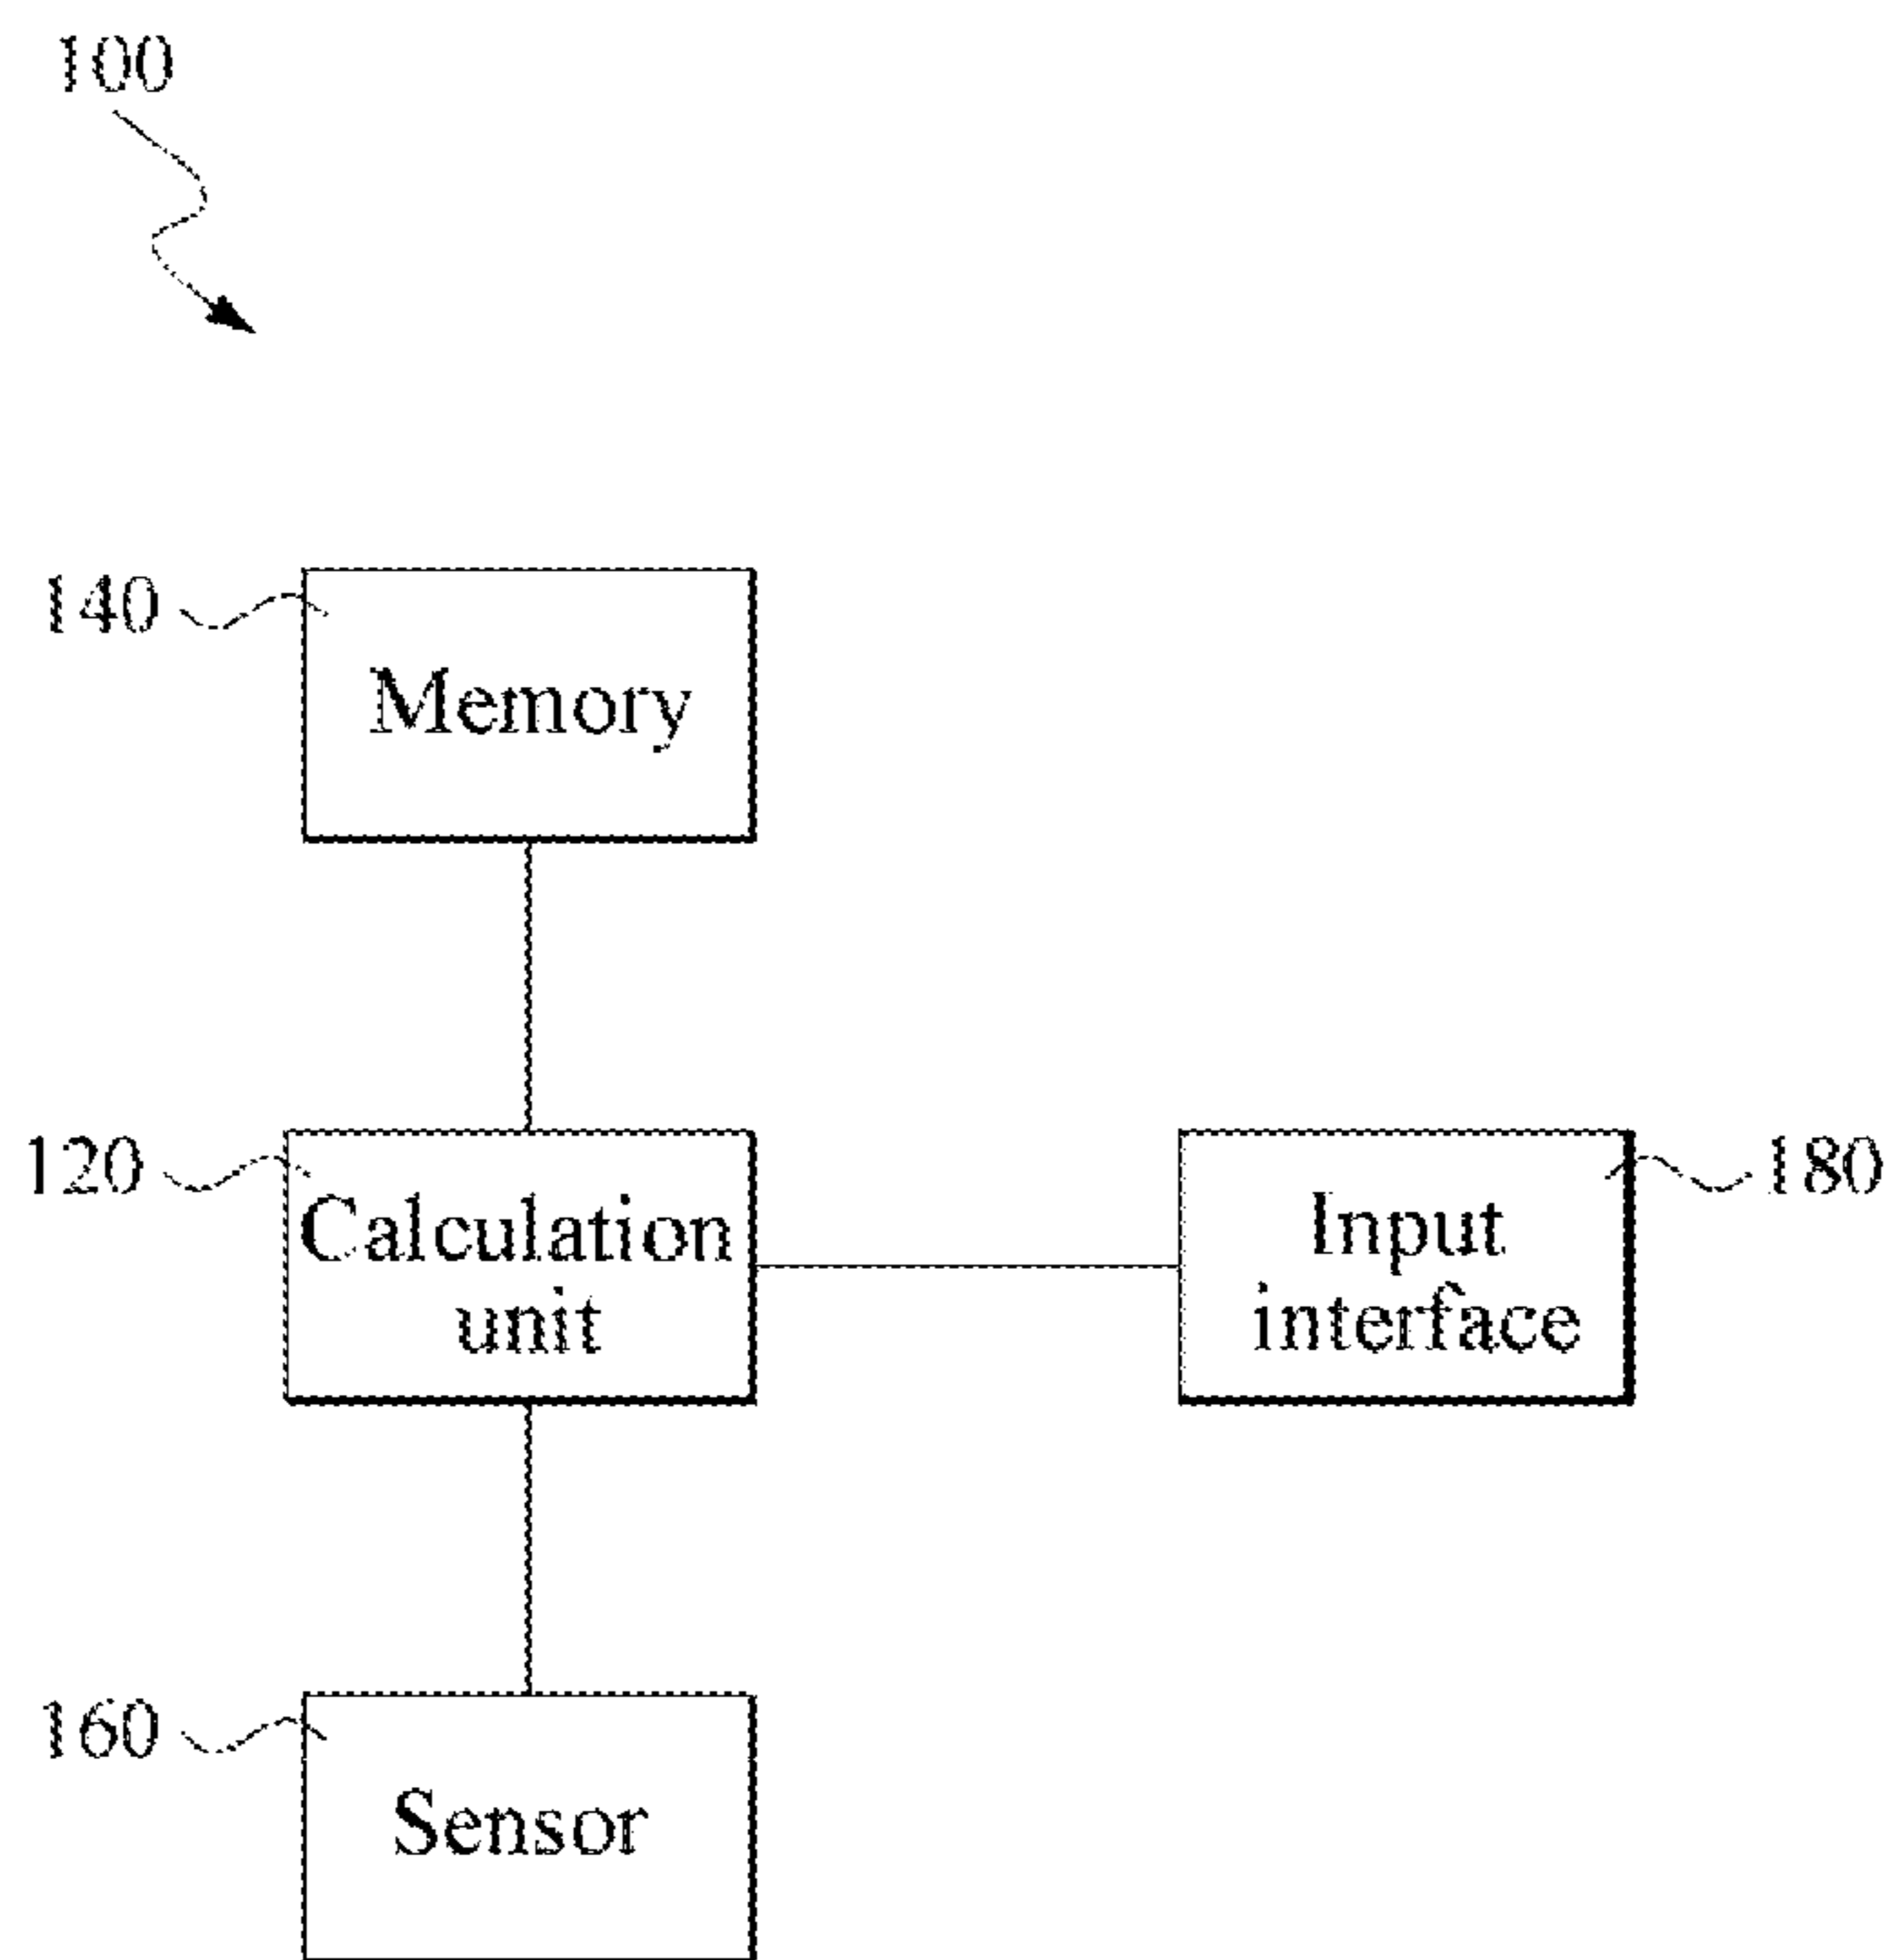 100
140
Memory
120
Calculation
unit
180
Input
interface
160
Sensor